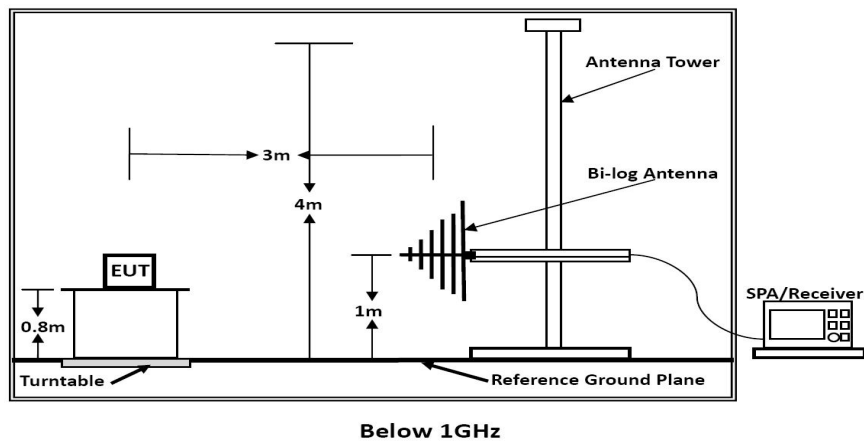 Antenna Tower
3m
Bi-log Antenna
4m
EUT
SPA/Receiver
0.8m
1m
Turntable
Reference Ground Plane
Below 1GHz